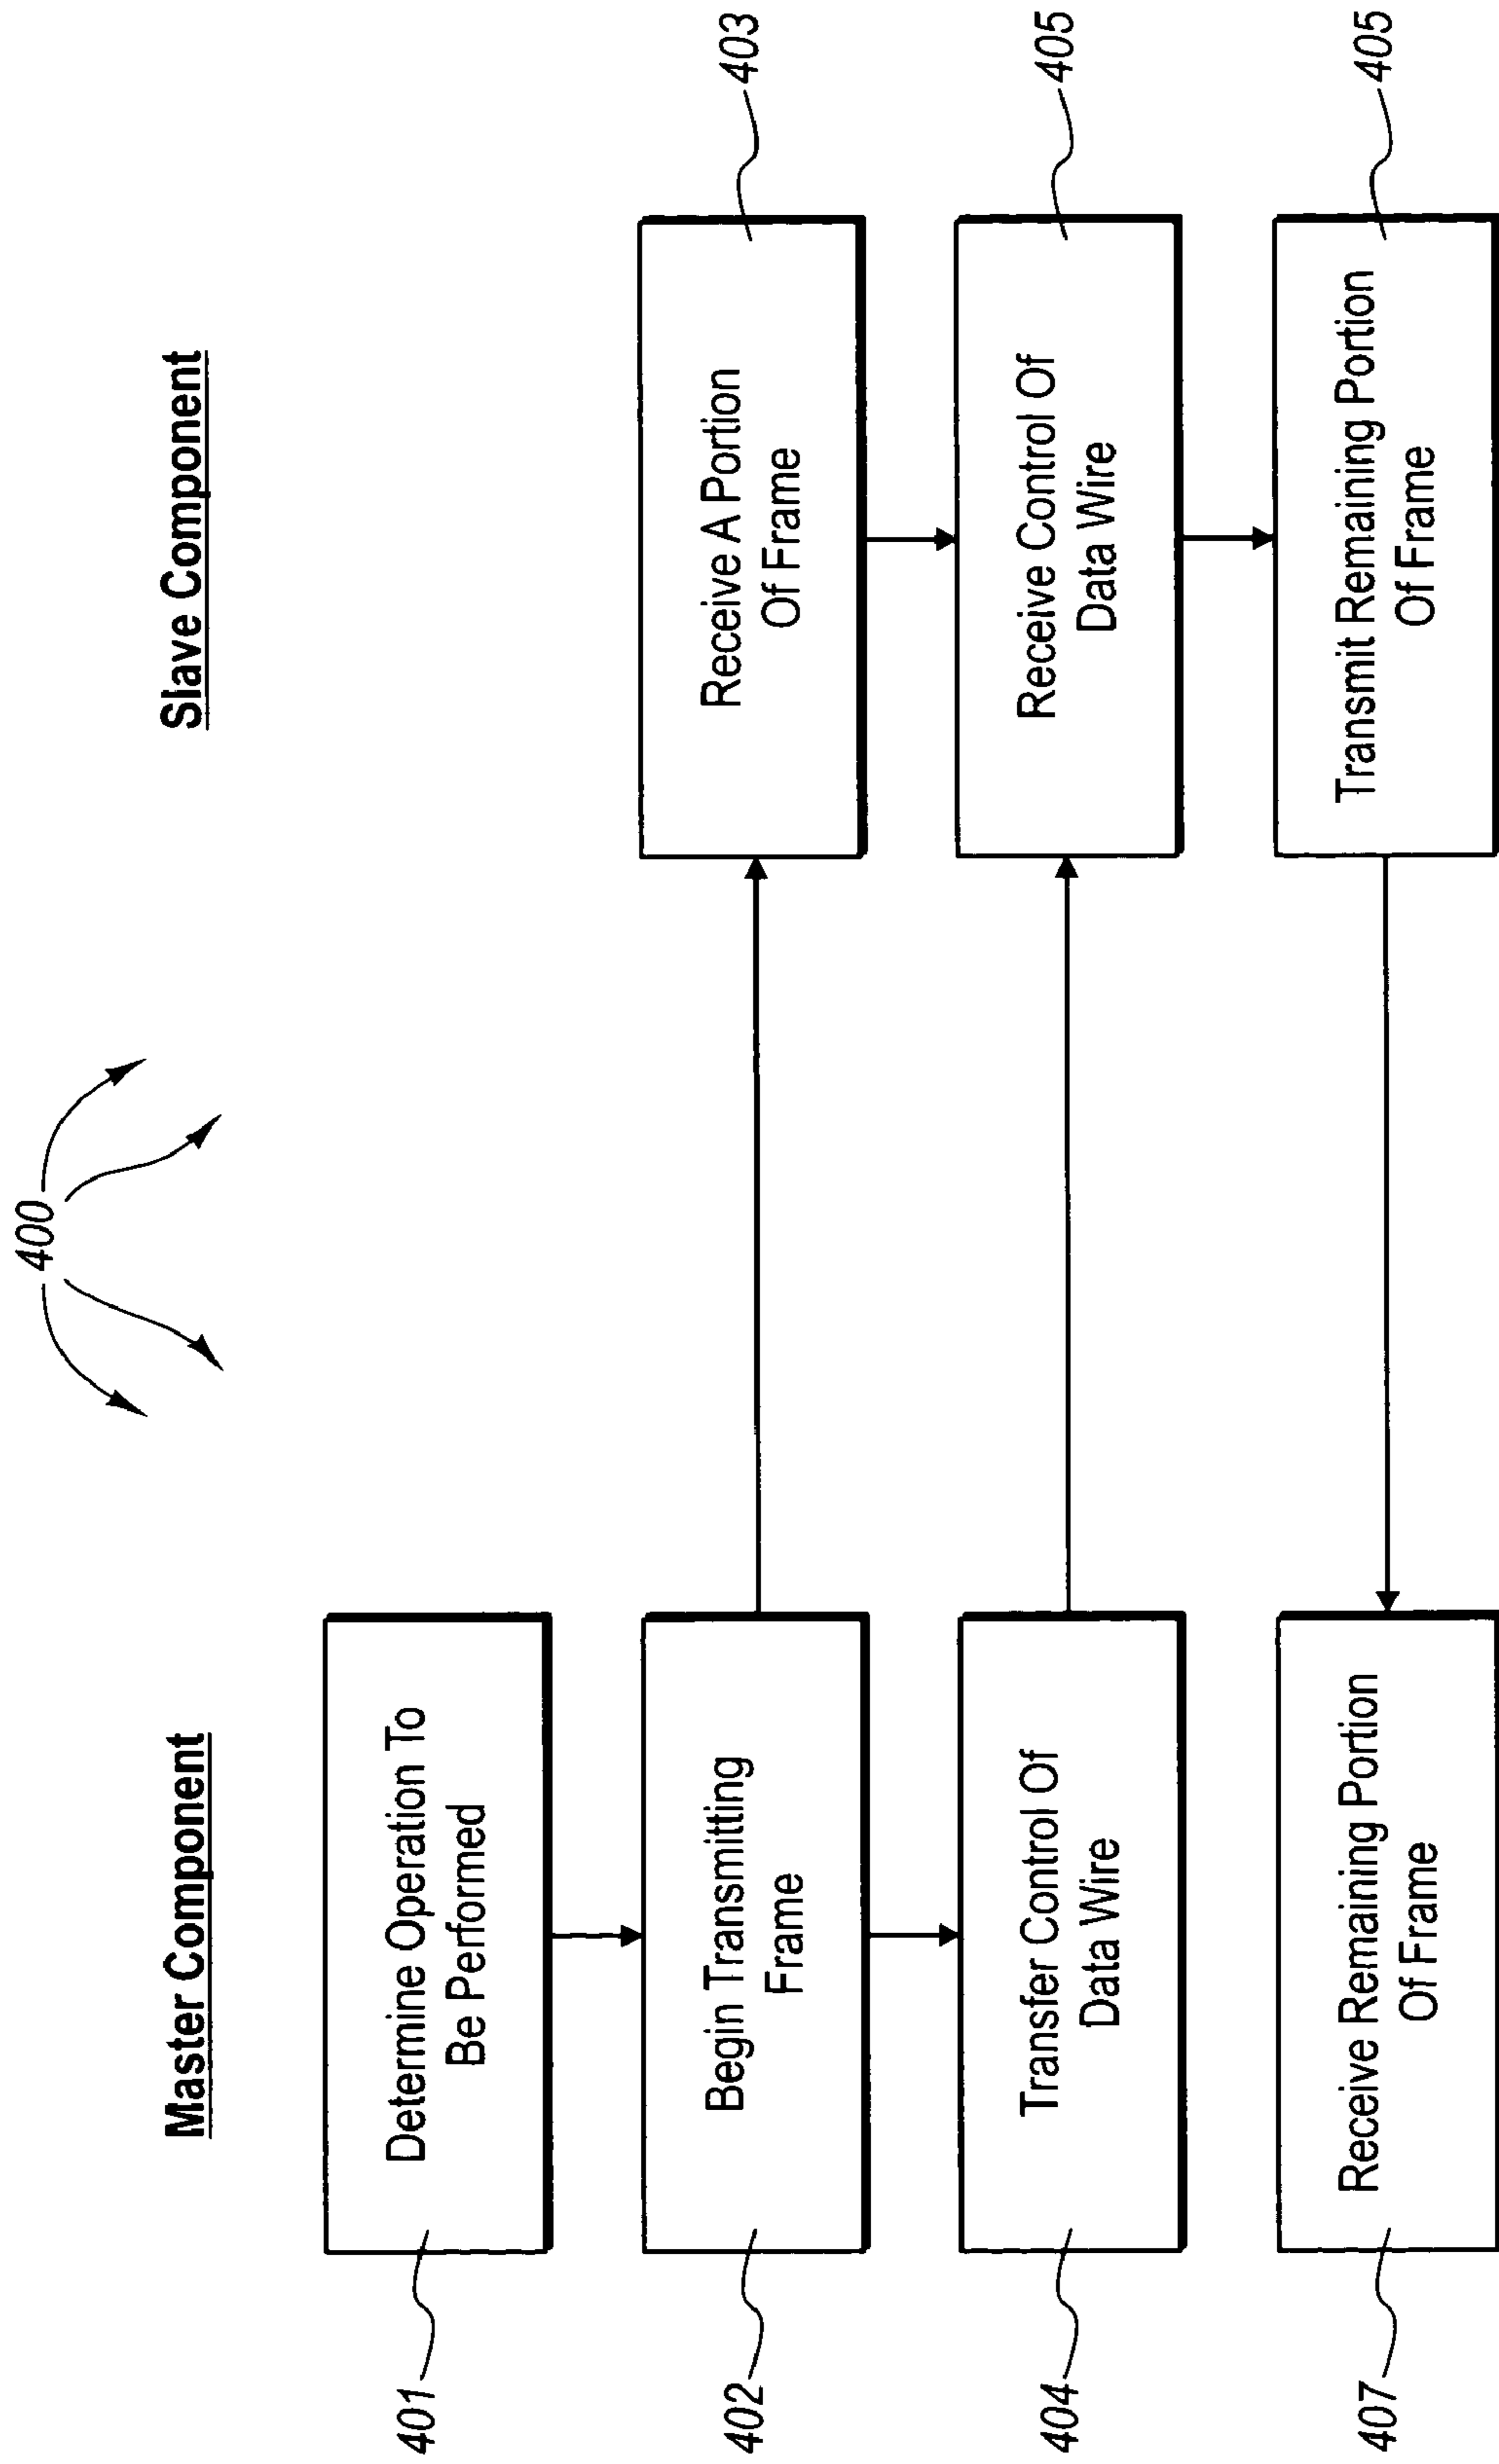 400
Master Component
Slave Component
401
Determine Operation To
Be Performed
402
Begin Transmitting
Frame
Receive A Portion
Of Frame
403
404
Transfer Control Of
Data Wire
Receive Control Of
Data Wire
405
407
Receive Remaining Portion
Of Frame
Transmit Remaining Portion
Of Frame
405